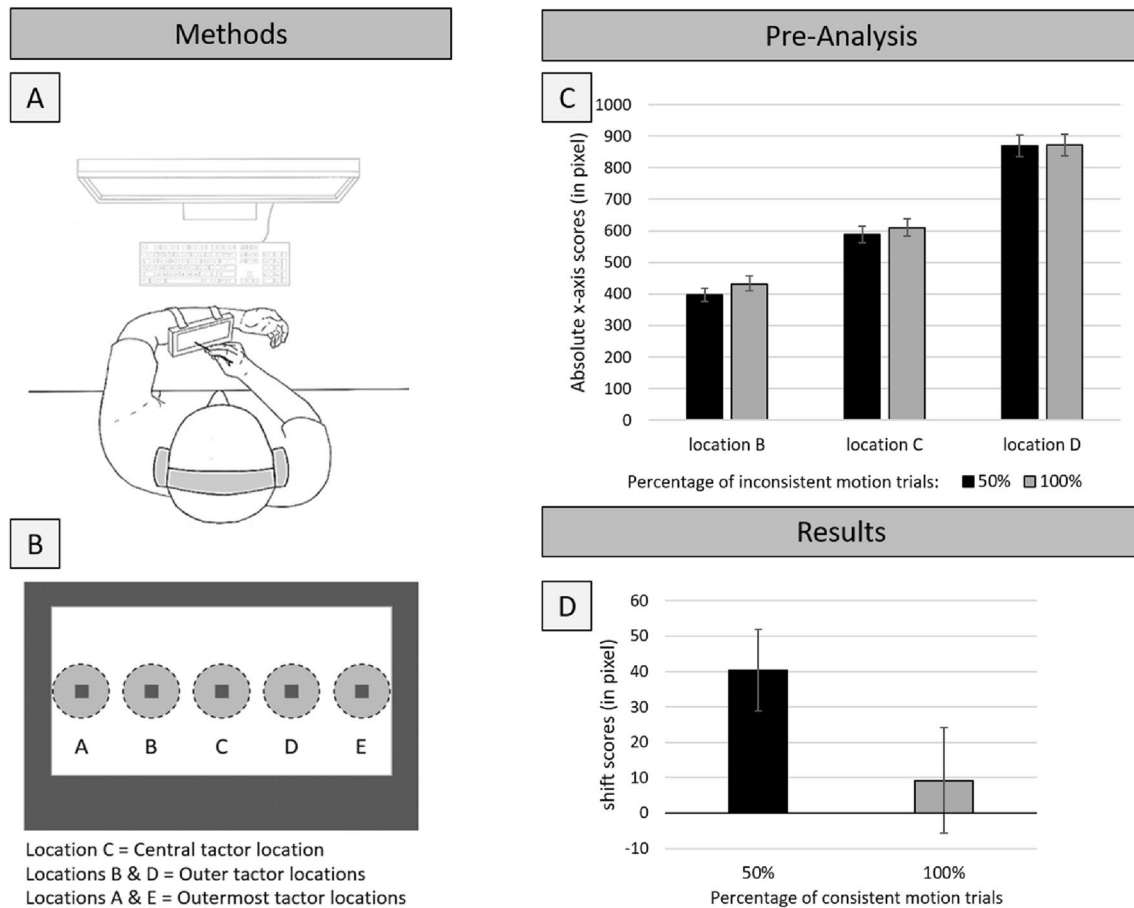 Methods
A
B
A B C D E
Location C = Central tactor location
Locations B & D = Outer tactor locations
Locations A & E = Outermost tactor locations
Pre-Analysis
C
Absolute x-axis scores (in pixel)
1000
900
800
700
600
500
400
300
200
100
0
location B location C location D
Percentage of inconsistent motion trials: 50% 100%
Results
D
shift scores (in pixel)
60
50
40
30
20
10
0
-10
50% 100%
Percentage of consistent motion trials